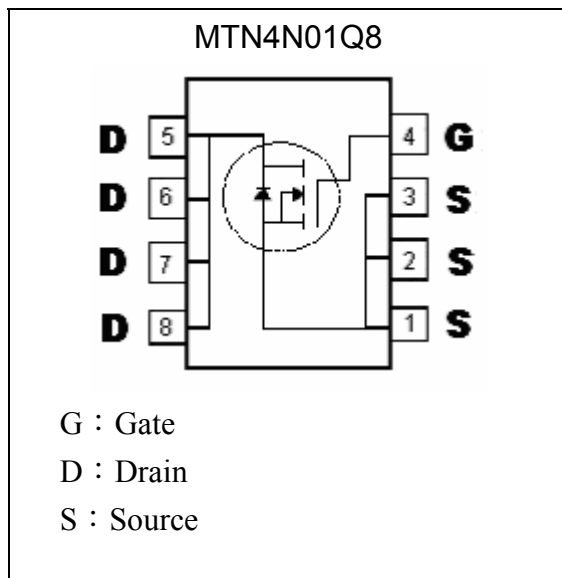 MTN4N01Q8
D 5 4 G
D 6 3 S
D 7 2 S
D 8 1 S
G：Gate
D：Drain
S：Source